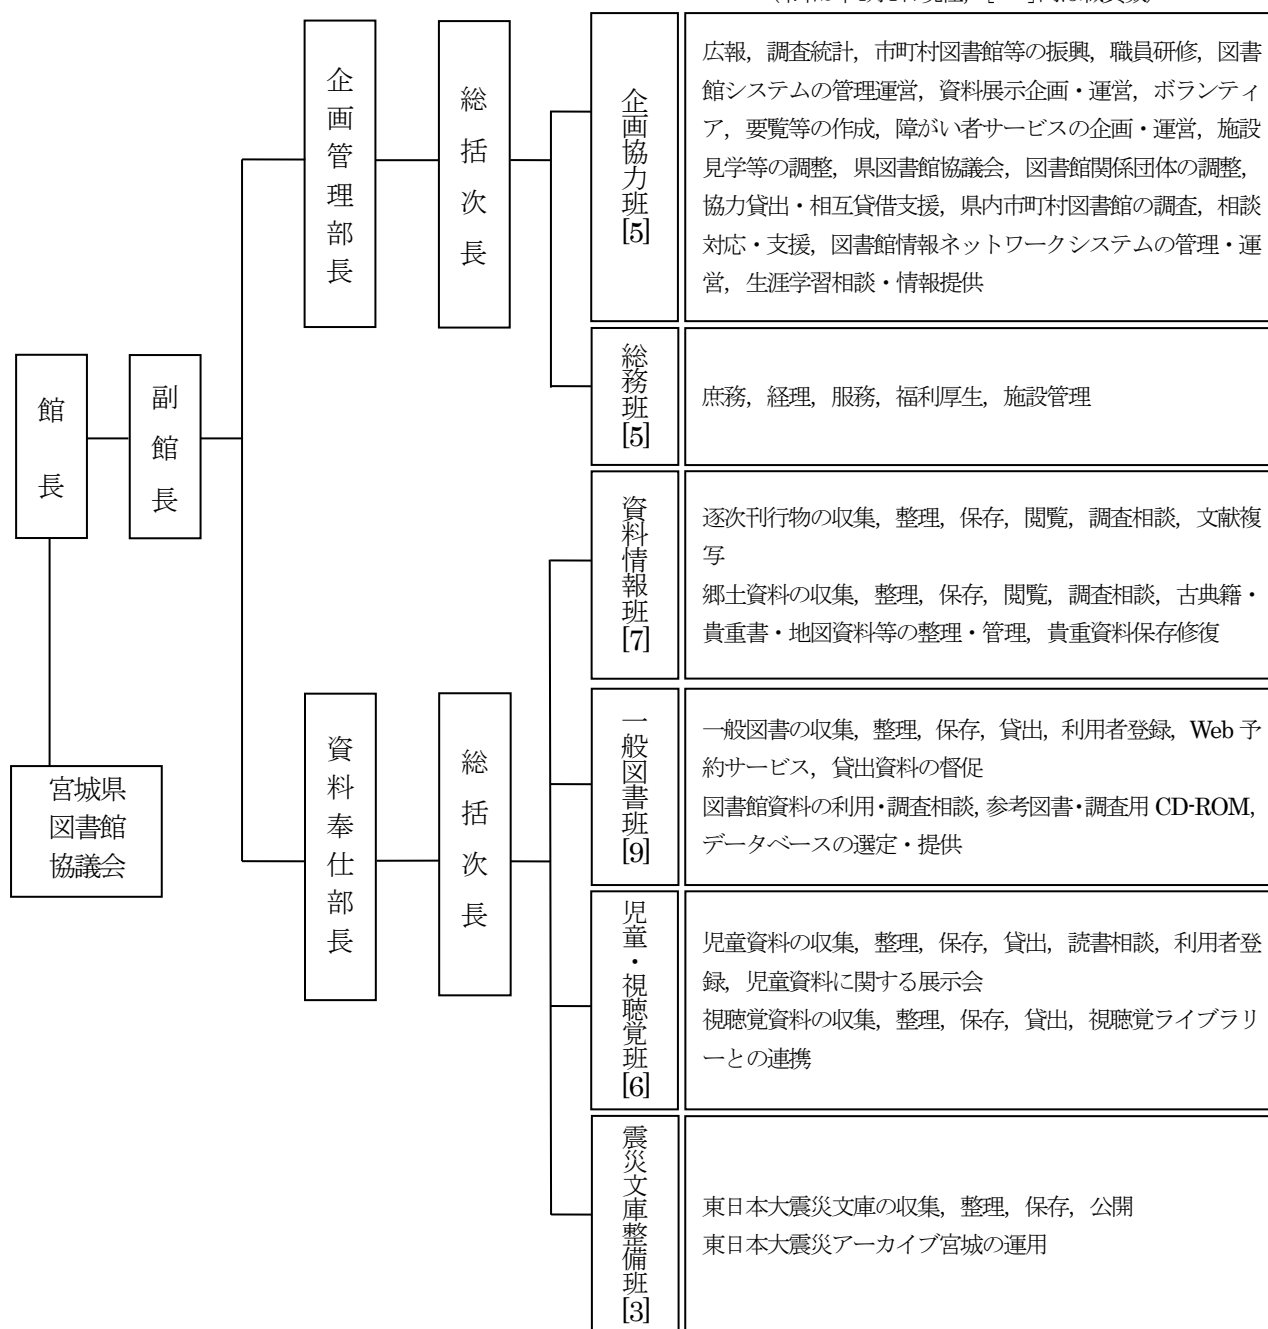 館長
副館長
宮城県
図書館
協議会
企画管理部長
総括次長
企画協力班
[5]
広報，調査統計，市町村図書館等の振興，職員研修，図書
館システムの管理運営，資料展示企画・運営，ボランティ
ア，要覧等の作成，障がい者サービスの企画・運営，施設
見学等の調整，県図書館協議会，図書館関係団体の調整，
協力貸出・相互貸借支援，県内市町村図書館の調査，相談
対応・支援，図書館情報ネットワークシステムの管理・運
営，生涯学習相談・情報提供
総務班
[5]
庶務，経理，服務，福利厚生，施設管理
資料奉仕部長
総括次長
資料情報班
[7]
逐次刊行物の収集，整理，保存，閲覧，調査相談，文献複
写
郷土資料の収集，整理，保存，閲覧，調査相談，古典籍・
貴重書・地図資料等の整理・管理，貴重資料保存修復
一般図書班
[9]
一般図書の収集，整理，保存，貸出，利用者登録，Web 予
約サービス，貸出資料の督促
図書館資料の利用・調査相談，参考図書・調査用 CD-ROM，
データベースの選定・提供
児童・視聴覚班
[6]
児童資料の収集，整理，保存，貸出，読書相談，利用者登
録，児童資料に関する展示会
視聴覚資料の収集，整理，保存，貸出，視聴覚ライブラリ
ーとの連携
震災文庫整備班
[3]
東日本大震災文庫の収集，整理，保存，公開
東日本大震災アーカイブ宮城の運用